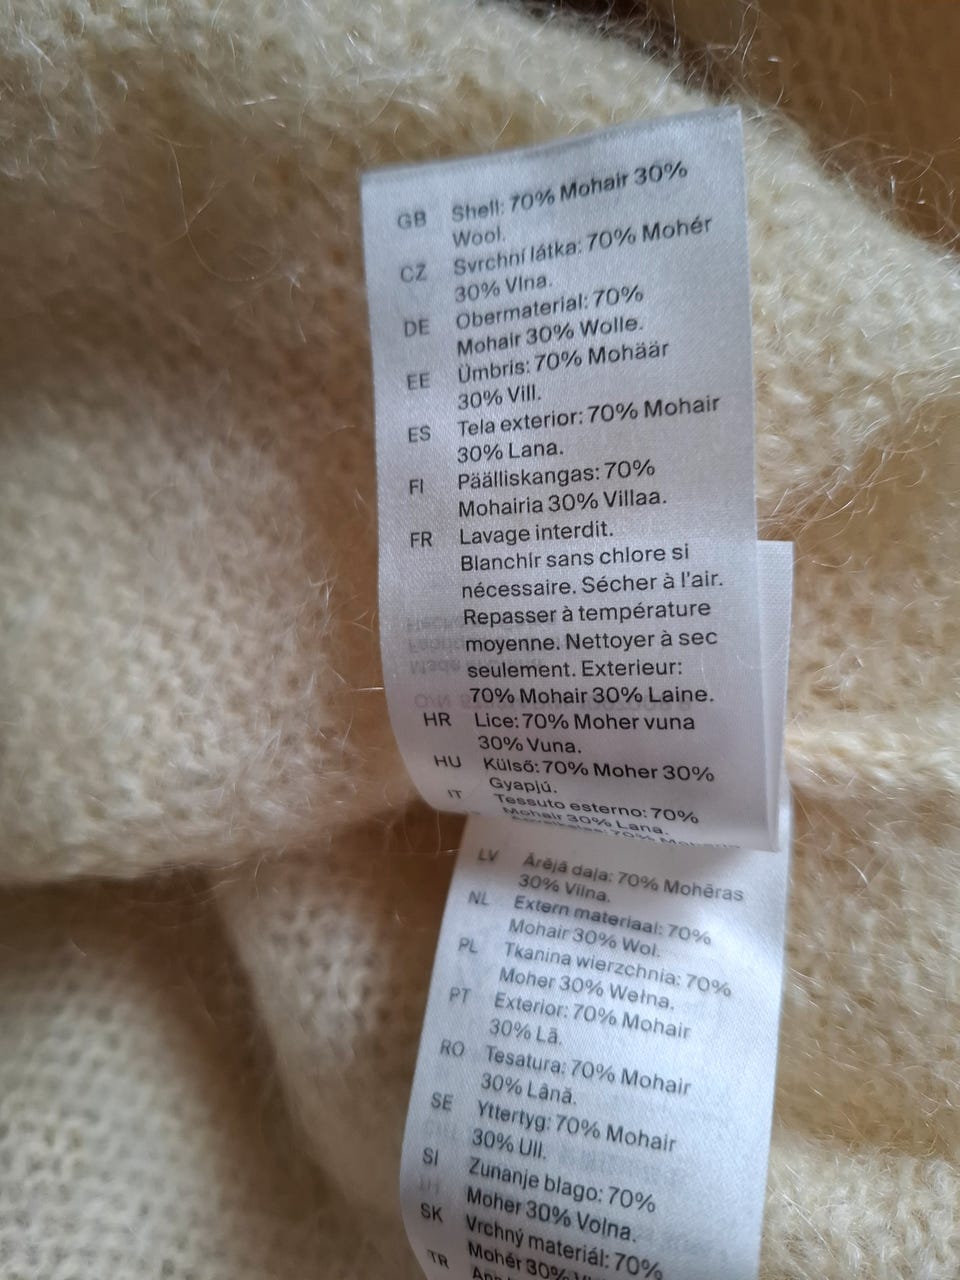 GB Shell: 70% Mohair 30%
Wool.
CZ Svrchní látka: 70% Mohér
30% Vlna.
DE Obermaterial: 70%
Mohair 30% Wolle.
EE Ümbris: 70% Mohäär
30% Vill.
ES Tela exterior: 70% Mohair
30% Lana.
FI Päälliskangas: 70%
Mohairia 30% Villaa.
FR Lavage interdit.
Blanchir sans chlore si
nécessaire. Sécher à l'air.
Repasser à température
moyenne. Nettoyer à sec
seulement. Exterieur:
70% Mohair 30% Laine.
HR Lice: 70% Moher vuna
30% Vuna.
HU Külső: 70% Moher 30%
Gyapjú.
IT Tessuto esterno: 70%
Mohair 30% Lana.
LV Ārējā daļa: 70% Mohēras
30% Vilna.
NL Extern materiaal: 70%
Mohair 30% Wol.
PL Tkanina wierzchnia: 70%
Moher 30% Wełna.
PT Exterior: 70% Mohair
30% Lã.
RO Tesatura: 70% Mohair
30% Lână.
SE Yttertyg: 70% Mohair
30% Ull.
SI Zunanje blago: 70%
Moher 30% Volna.
SK Vrchný materiál: 70%
Mohér 30%
TR